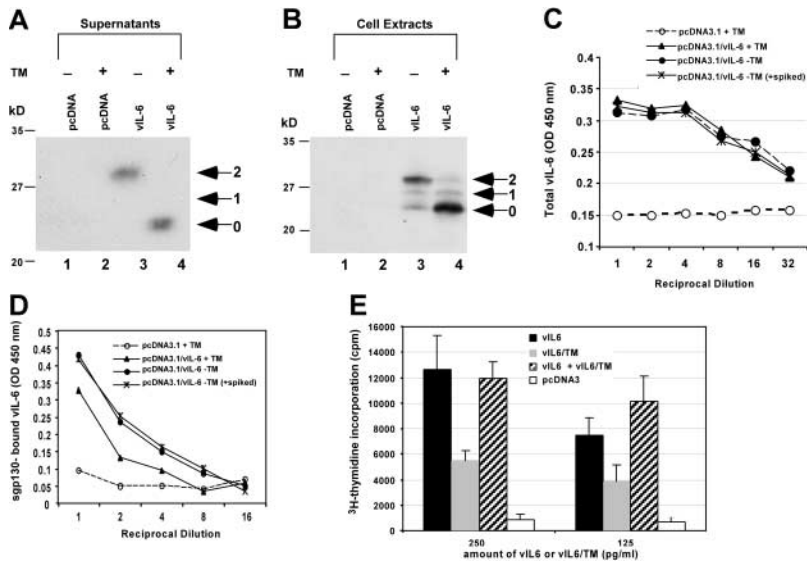 A
Supernatants
TM – + – +
kD pcDNA pcDNA vIL-6 vIL-6
35
27
20
2
1
0
1 2 3 4
B
Cell Extracts
TM – + – +
kD pcDNA pcDNA vIL-6 vIL-6
35
27
20
2
1
0
1 2 3 4
C
pcDNA3.1 + TM
pcDNA3.1/vIL-6 + TM
pcDNA3.1/vIL-6 -TM
pcDNA3.1/vIL-6 -TM (+spiked)
Total vIL-6 (OD 450 nm)
0.35
0.3
0.25
0.2
0.15
0.1
1 2 4 8 16 32
Reciprocal Dilution
D
pcDNA3.1 + TM
pcDNA3.1/vIL-6 + TM
pcDNA3.1/vIL-6 -TM
pcDNA3.1/vIL-6 -TM (+spiked)
sgp130- bound vIL-6 (OD 450 nm)
0.5
0.45
0.4
0.35
0.3
0.25
0.2
0.15
0.1
0.05
0
1 2 4 8 16
Reciprocal Dilution
E
vIL6
vIL6/TM
vIL6 + vIL6/TM
pcDNA3
³H-thymidine incorporation (cpm)
16000
14000
12000
10000
8000
6000
4000
2000
0
250 125
amount of vIL6 or vIL6/TM (pg/ml)